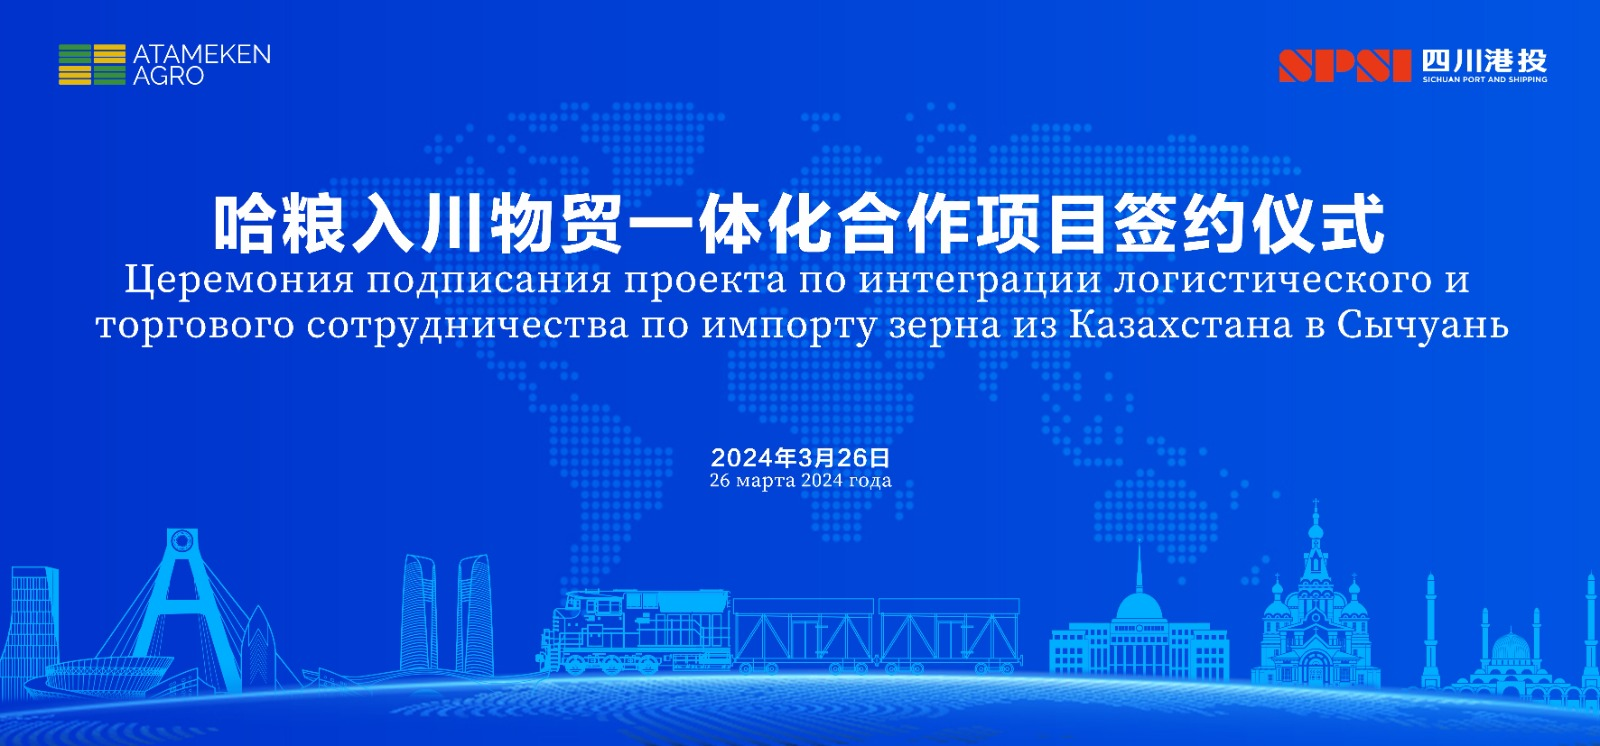 ATAMEKEN
AGRO
SPSI 四川港投
SICHUAN PORT AND SHIPPING
哈粮入川物贸一体化合作项目签约仪式
Церемония подписания проекта по интеграции логистического и
торгового сотрудничества по импорту зерна из Казахстана в Сычуань
2024年3月26日
26 марта 2024 года